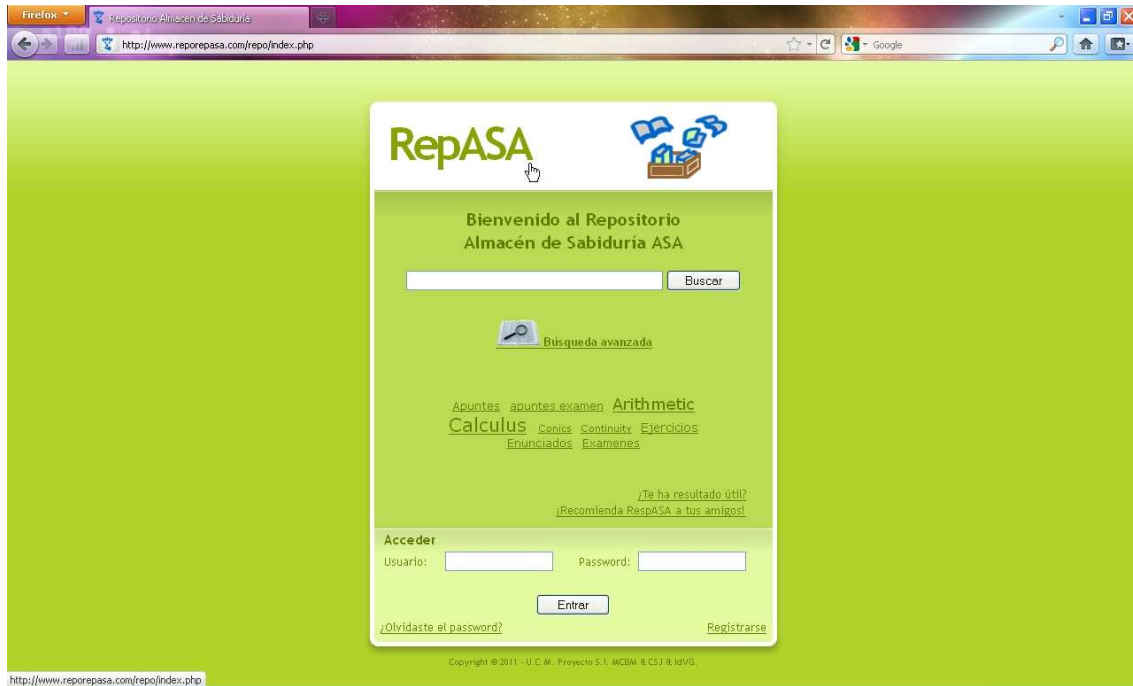 Firefox
Repositorio Almacen de Sabiduria
http://www.reporepasa.com/repo/index.php
Google
RepASA
Bienvenido al Repositorio
Almacén de Sabiduría ASA
Buscar
Búsqueda avanzada
Apuntes apuntes examen Arithmetic
Calculus Conics Continuity Ejercicios
Enunciados Examenes
¿Te ha resultado útil?
¡Recomienda RespASA a tus amigos!
Acceder
Usuario: Password:
Entrar
¿Olvidaste el password? Registrarse
Copyright © 2011 - U.C.M. Proyecto S.I. MCBM & CSJ & IdVG.
http://www.reporepasa.com/repo/index.php